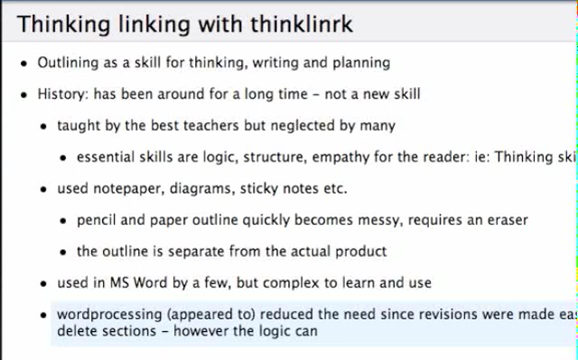 Thinking linking with thinklinrk
• Outlining as a skill for thinking, writing and planning
• History: has been around for a long time – not a new skill
• taught by the best teachers but neglected by many
• essential skills are logic, structure, empathy for the reader: ie: Thinking ski
• used notepaper, diagrams, sticky notes etc.
• pencil and paper outline quickly becomes messy, requires an eraser
• the outline is separate from the actual product
• used in MS Word by a few, but complex to learn and use
• wordprocessing (appeared to) reduced the need since revisions were made eas
delete sections – however the logic can